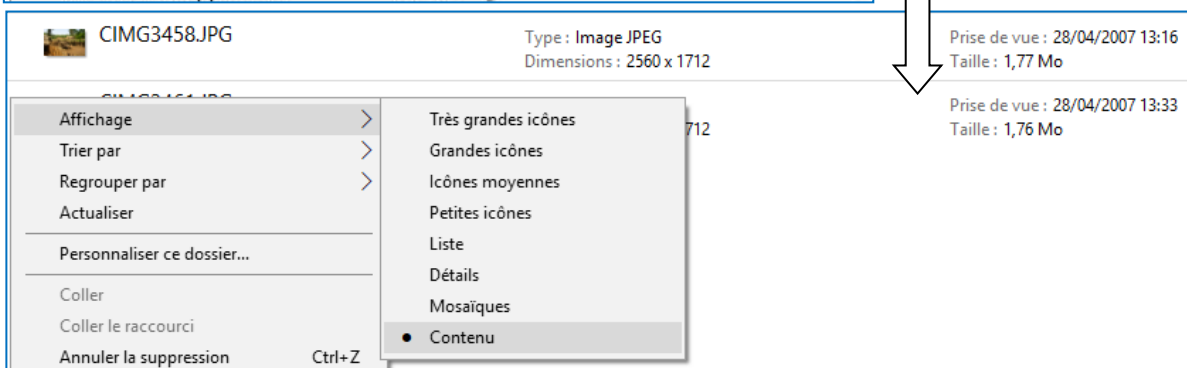 CIMG3458.JPG
Type : Image JPEG
Dimensions : 2560 x 1712
Prise de vue : 28/04/2007 13:16
Taille : 1,77 Mo
712
Prise de vue : 28/04/2007 13:33
Taille : 1,76 Mo
Affichage
Trier par
Regrouper par
Actualiser
Personnaliser ce dossier...
Coller
Coller le raccourci
Annuler la suppression Ctrl+Z
Très grandes icônes
Grandes icônes
Icônes moyennes
Petites icônes
Liste
Détails
Mosaïques
Contenu